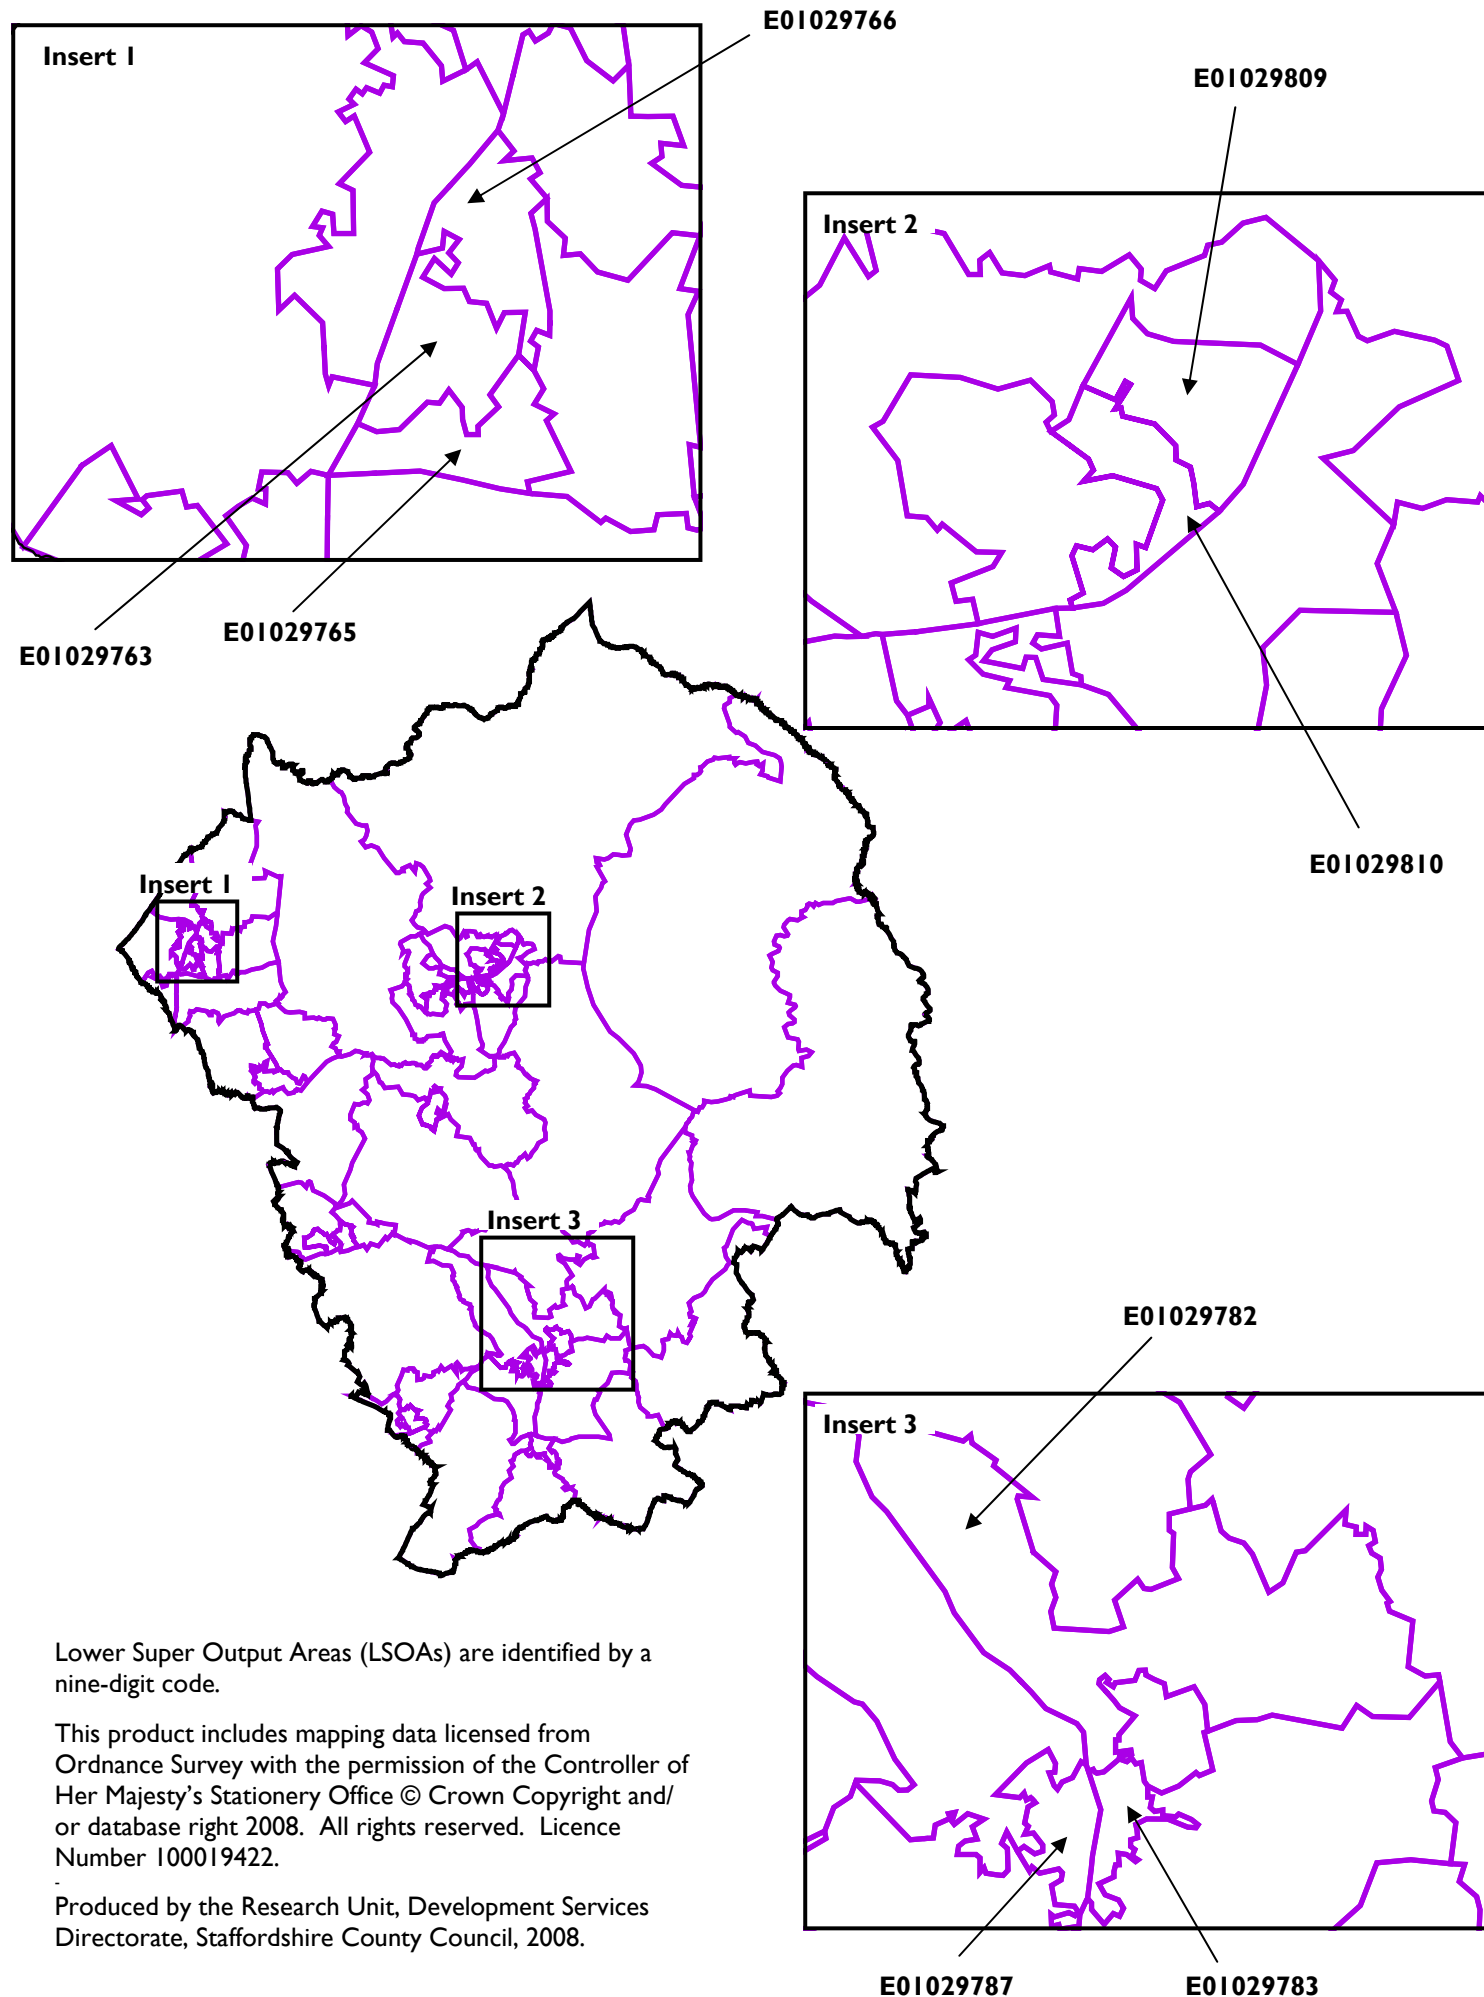 E01029766
Insert 1
E01029809
Insert 2
E01029765
E01029763
E01029810
Insert 1
Insert 2
Insert 3
E01029782
Insert 3
Lower Super Output Areas (LSOAs) are identified by a
nine-digit code.
This product includes mapping data licensed from
Ordnance Survey with the permission of the Controller of
Her Majesty's Stationery Office © Crown Copyright and/
or database right 2008.  All rights reserved.  Licence
Number 100019422.
-
Produced by the Research Unit, Development Services
Directorate, Staffordshire County Council, 2008.
E01029787
E01029783